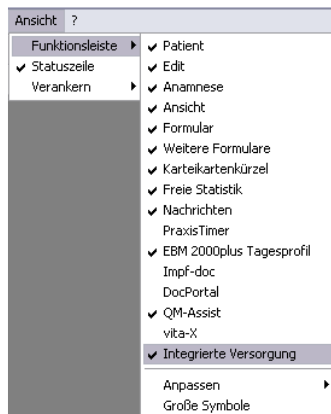 Ansicht ?
Funktionsleiste
Statuszeile
Verankern
Patient
Edit
Anamnese
Ansicht
Formular
Weitere Formulare
Karteikartenkürzel
Freie Statistik
Nachrichten
PraxisTimer
EBM 2000plus Tagesprofil
Impf-doc
DocPortal
QM-Assist
vita-X
Integrierte Versorgung
Anpassen
Große Symbole